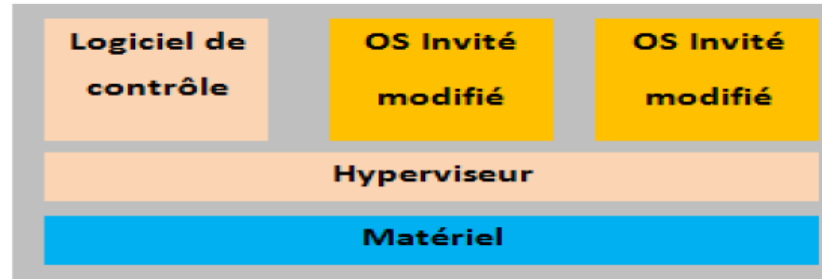 Logiciel de
contrôle
OS Invité
modifié
OS Invité
modifié
Hyperviseur
Matériel